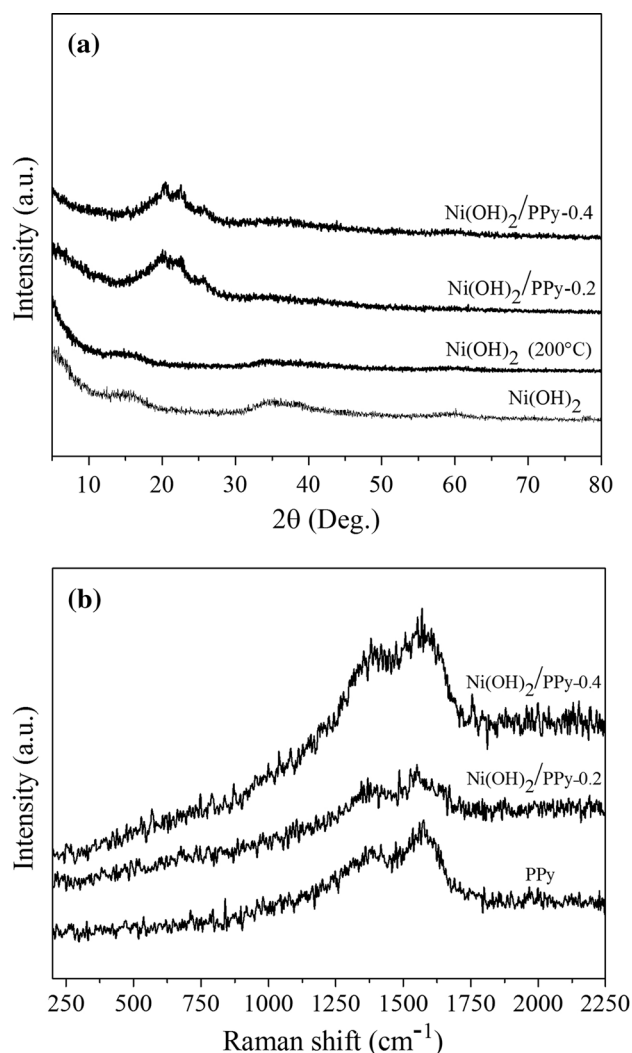 (a)
Intensity (a.u.)
Ni(OH)₂/PPy-0.4
Ni(OH)₂/PPy-0.2
Ni(OH)₂ (200°C)
Ni(OH)₂
10 20 30 40 50 60 70 80
2θ (Deg.)
(b)
Intensity (a.u.)
Ni(OH)₂/PPy-0.4
Ni(OH)₂/PPy-0.2
PPy
250 500 750 1000 1250 1500 1750 2000 2250
Raman shift (cm⁻¹)